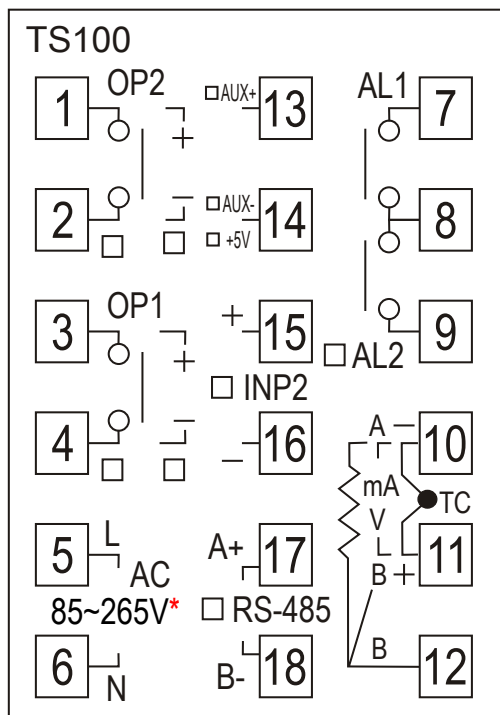 TS100
1 OP2 + AUX+ 13 AL1 7
2 − AUX- 14 8
+5V
3 OP1 + + 15 9
AL2
INP2
4 − − 16 A − 10
mA TC
V
5 L A+ 17 B + 11
AC
85~265V* RS-485
6 N B- 18 B 12